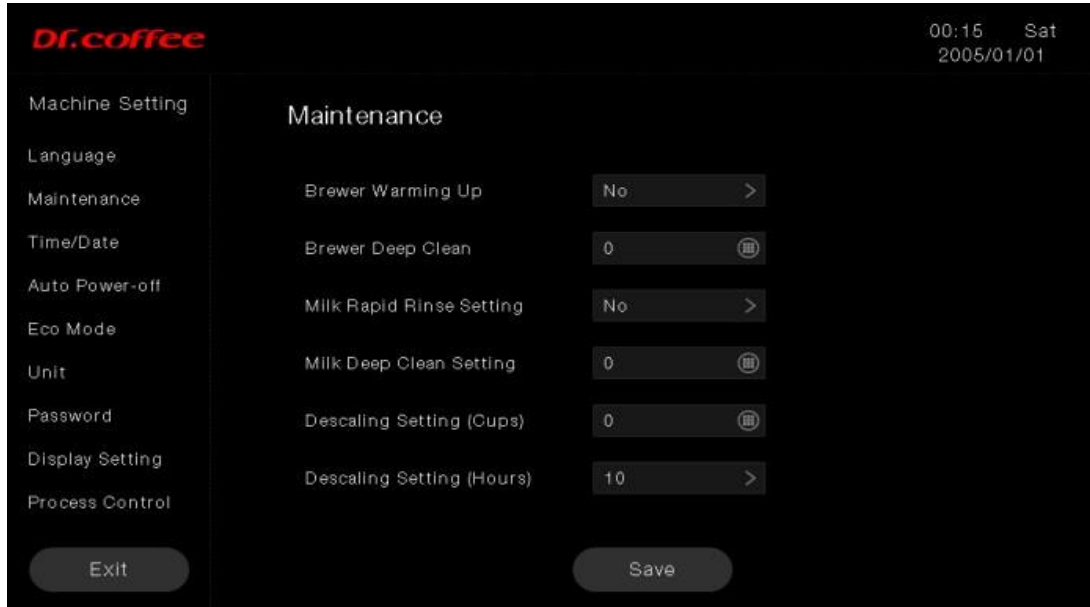 Dr.coffee
00:15 Sat
2005/01/01
Machine Setting
Language
Maintenance
Time/Date
Auto Power-off
Eco Mode
Unit
Password
Display Setting
Process Control
Exit
Maintenance
Brewer Warming Up No >
Brewer Deep Clean 0
Milk Rapid Rinse Setting No >
Milk Deep Clean Setting 0
Descaling Setting (Cups) 0
Descaling Setting (Hours) 10 >
Save